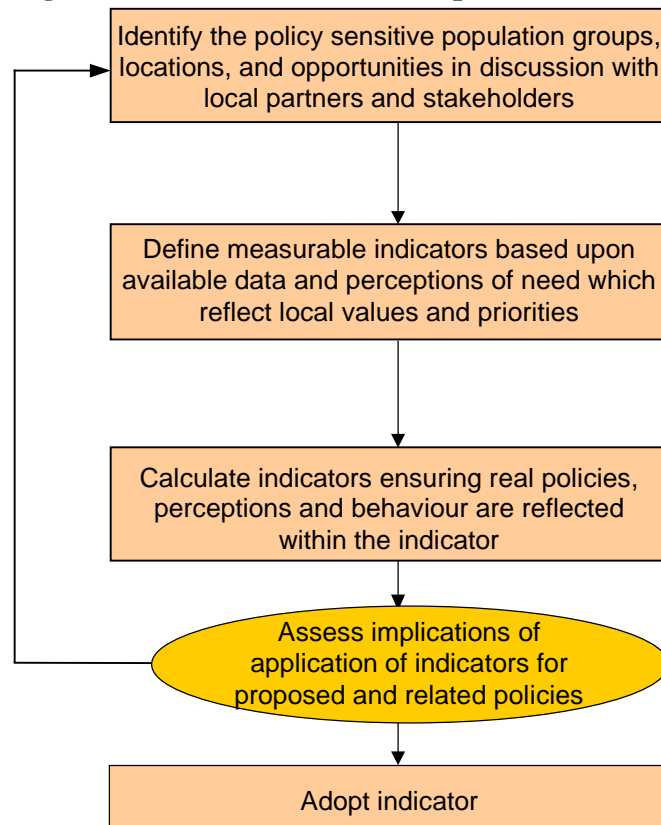 Identify the policy sensitive population groups,
locations, and opportunities in discussion with
local partners and stakeholders
Define measurable indicators based upon
available data and perceptions of need which
reflect local values and priorities
Calculate indicators ensuring real policies,
perceptions and behaviour are reflected
within the indicator
Assess implications of
application of indicators for
proposed and related policies
Adopt indicator